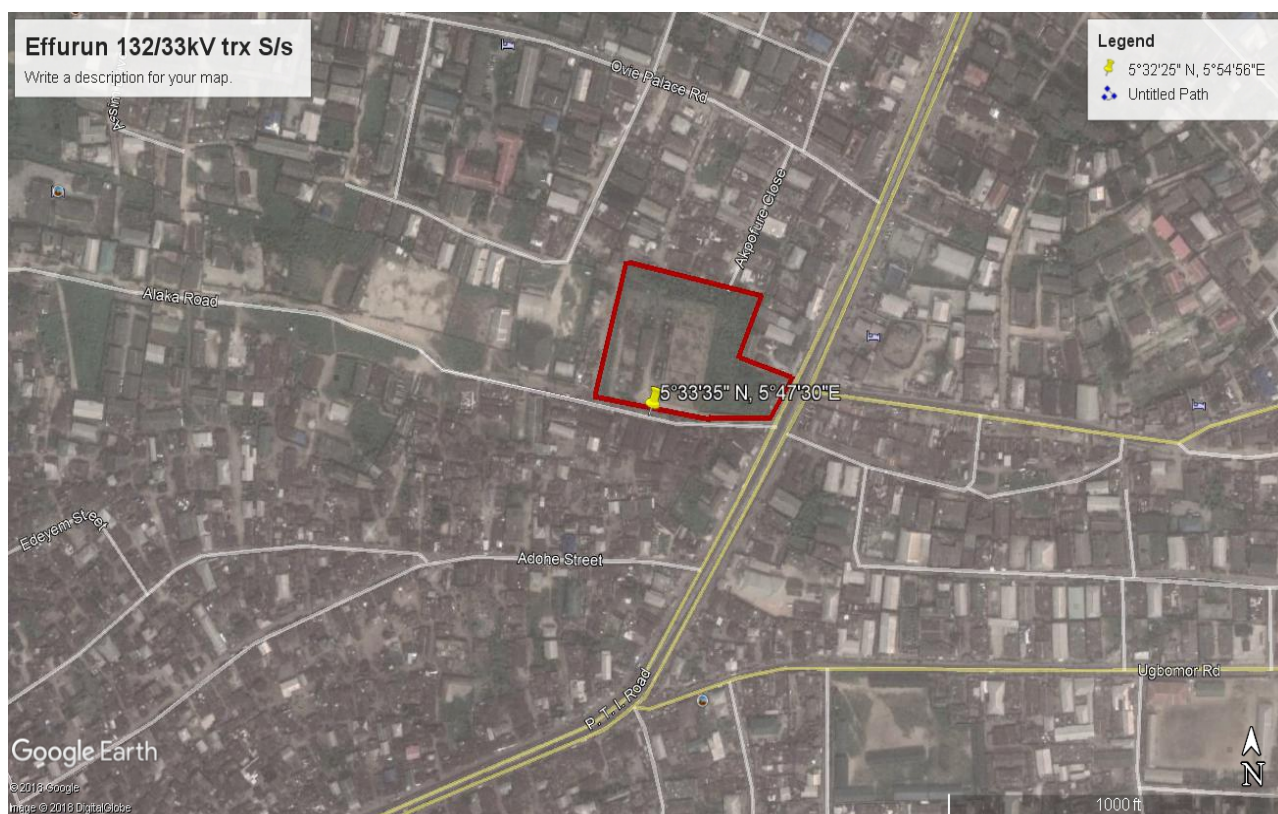 Effurun 132/33kV trx S/s
Write a description for your map.
Legend
5°32'25" N, 5°54'56"E
Untitled Path
Ovie Palace Rd
Akpofure Close
Alaka Road
5°33'35" N, 5°47'30"E
Edeyem Street
Adohe Street
P. T. I. Road
Ugbomor Rd
Google Earth
© 2018 Google
Image © 2018 DigitalGlobe
N
1000 ft